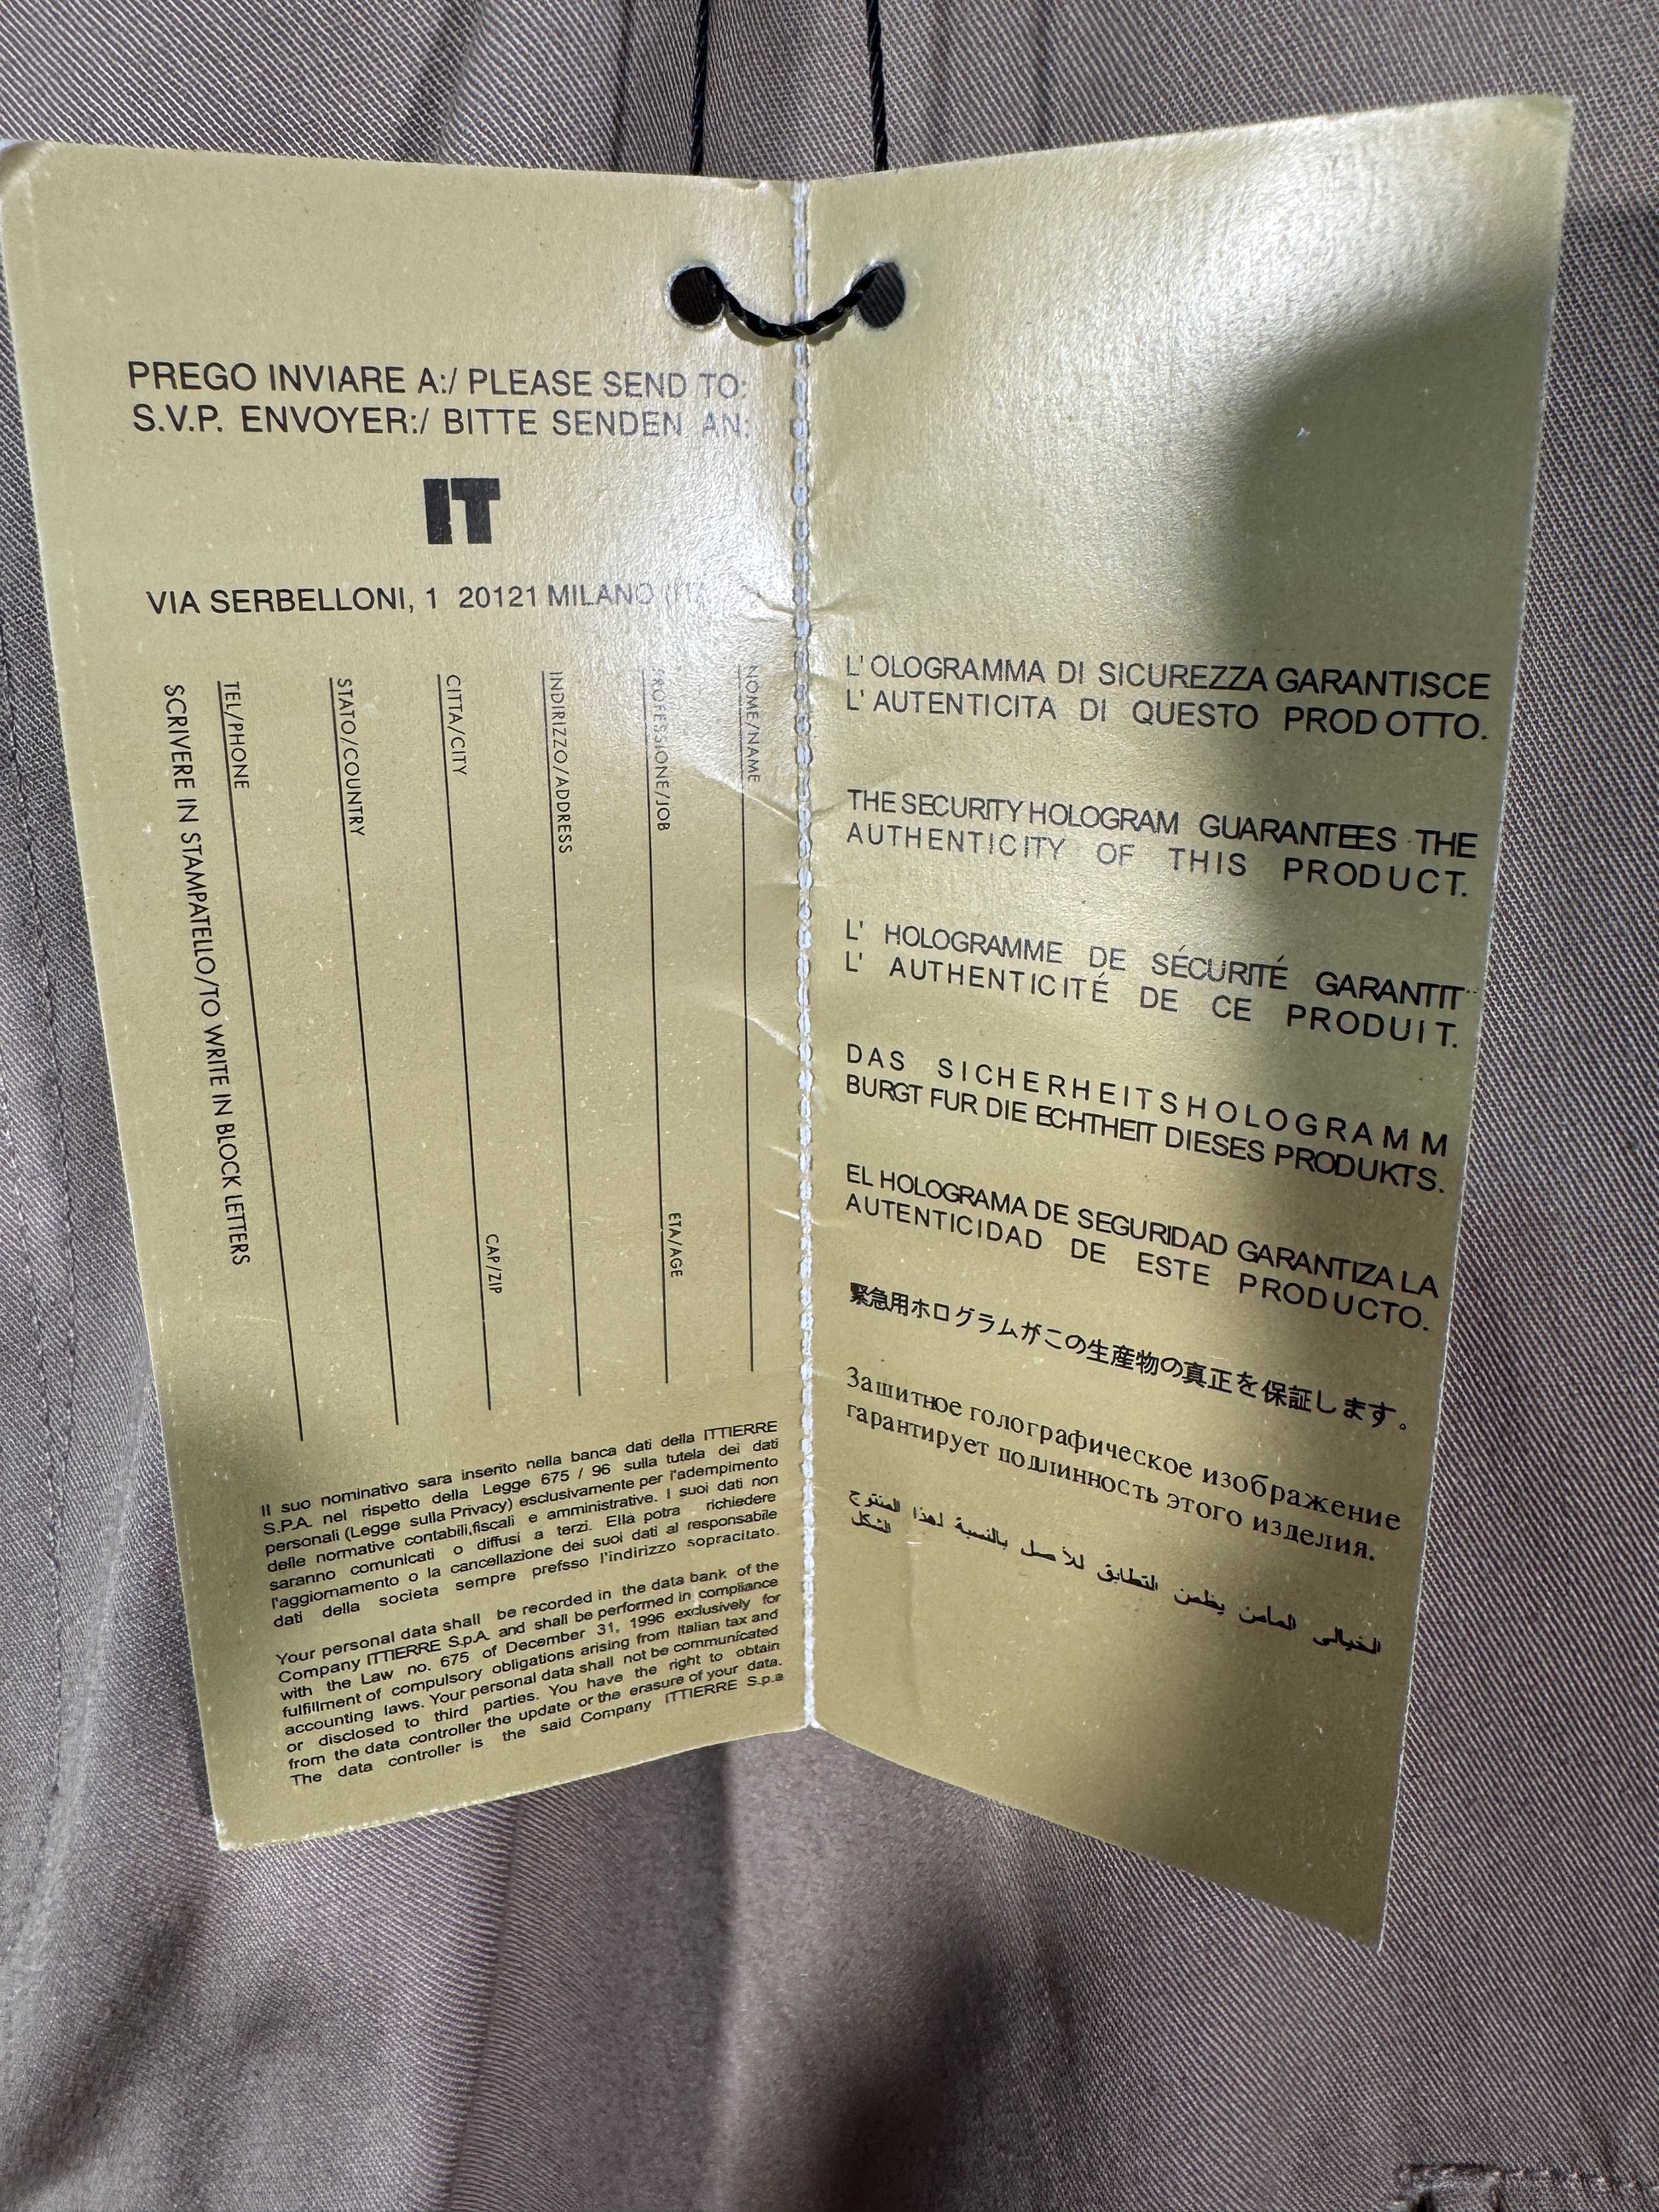 PREGO INVIARE A:/ PLEASE SEND TO:
S.V.P. ENVOYER:/ BITTE SENDEN AN:
IT
VIA SERBELLONI, 1 20121 MILANO
NOME/NAME
PROFESSIONE/JOB
ETA/AGE
INDIRIZZO/ADDRESS
CITTA/CITY
CAP/ZIP
STATO/COUNTRY
TEL/PHONE
SCRIVERE IN STAMPATELLO/TO WRITE IN BLOCK LETTERS
Il suo nominativo sara inserito nella banca dati della ITTIERRE
S.P.A. nel rispetto della Legge 675 / 96 sulla tutela dei dati
personali (Legge sulla Privacy) esclusivamente per l'adempimento
delle normative contabili,fiscali e amministrative. I suoi dati non
saranno comunicati o diffusi a terzi. Ella potra richiedere
l'aggiornamento o la cancellazione dei suoi dati al responsabile
dati della societa sempre prefsso l'indirizzo sopracitato.
Your personal data shall be recorded in the data bank of the
Company ITTIERRE S.p.A. and shall be performed in compliance
with the Law no. 675 of December 31, 1996 exclusively for
fulfillment of compulsory obligations arising from Italian tax and
accounting laws. Your personal data shall not be communicated
or disclosed to third parties. You have the right to obtain
from the data controller the update or the erasure of your data.
The data controller is the said Company ITTIERRE S.p.a
L' OLOGRAMMA DI SICUREZZA GARANTISCE
L' AUTENTICITA DI QUESTO PRODOTTO.
THE SECURITY HOLOGRAM GUARANTEES THE
AUTHENTICITY OF THIS PRODUCT.
L' HOLOGRAMME DE SÉCURITÉ GARANTIT
L' AUTHENTICITÉ DE CE PRODUIT.
DAS SICHERHEITSHOLOGRAMM
BURGT FUR DIE ECHTHEIT DIESES PRODUKTS.
EL HOLOGRAMA DE SEGURIDAD GARANTIZA LA
AUTENTICIDAD DE ESTE PRODUCTO.
緊急用ホログラムがこの生産物の真正を保証します。
Зашитное голографическое изображение
гарантирует подлинность этого изделия.
الخيالى المأمن يظمن التطابق للأصل بالنسبة لهذا المنتوج
الشكل